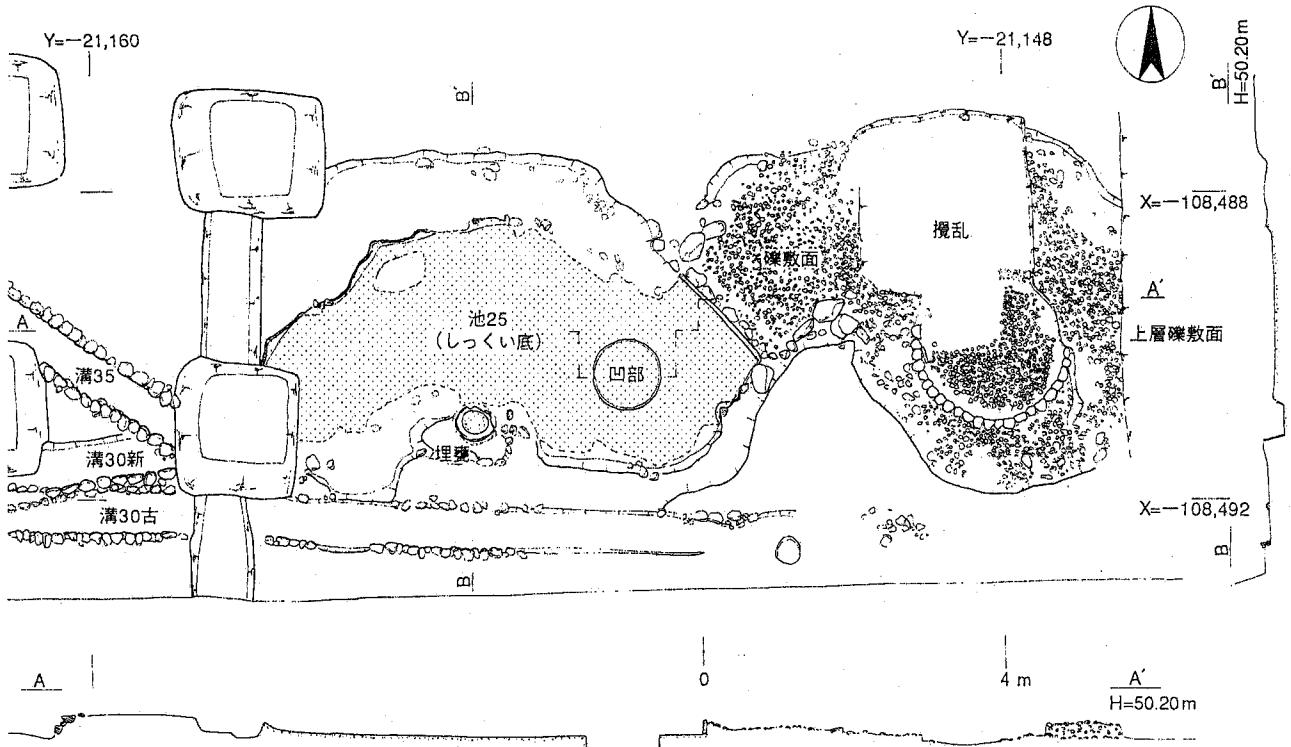 Y=−21,160
Y=−21,148
B′
B′
H=50.20m
X=−108,488
攪乱
礫敷面
A′
上層礫敷面
池25
(しっくい底)
A
溝35
凹部
埋甕
溝30新
溝30古
X=−108,492
B
B
0
4 m
A
A′
H=50.20m